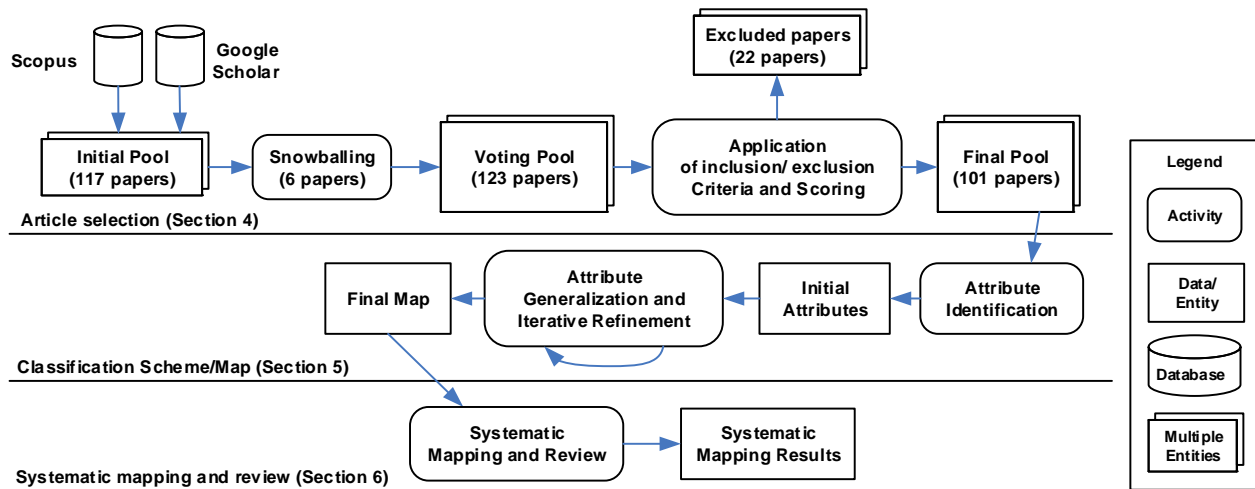 Scopus
Google
Scholar
Excluded papers
(22 papers)
Initial Pool
(117 papers)
Snowballing
(6 papers)
Voting Pool
(123 papers)
Application
of inclusion/ exclusion
Criteria and Scoring
Final Pool
(101 papers)
Article selection (Section 4)
Final Map
Attribute
Generalization and
Iterative Refinement
Initial
Attributes
Attribute
Identification
Classification Scheme/Map (Section 5)
Systematic
Mapping and Review
Systematic
Mapping Results
Systematic mapping and review (Section 6)
Legend
Activity
Data/
Entity
Database
Multiple
Entities